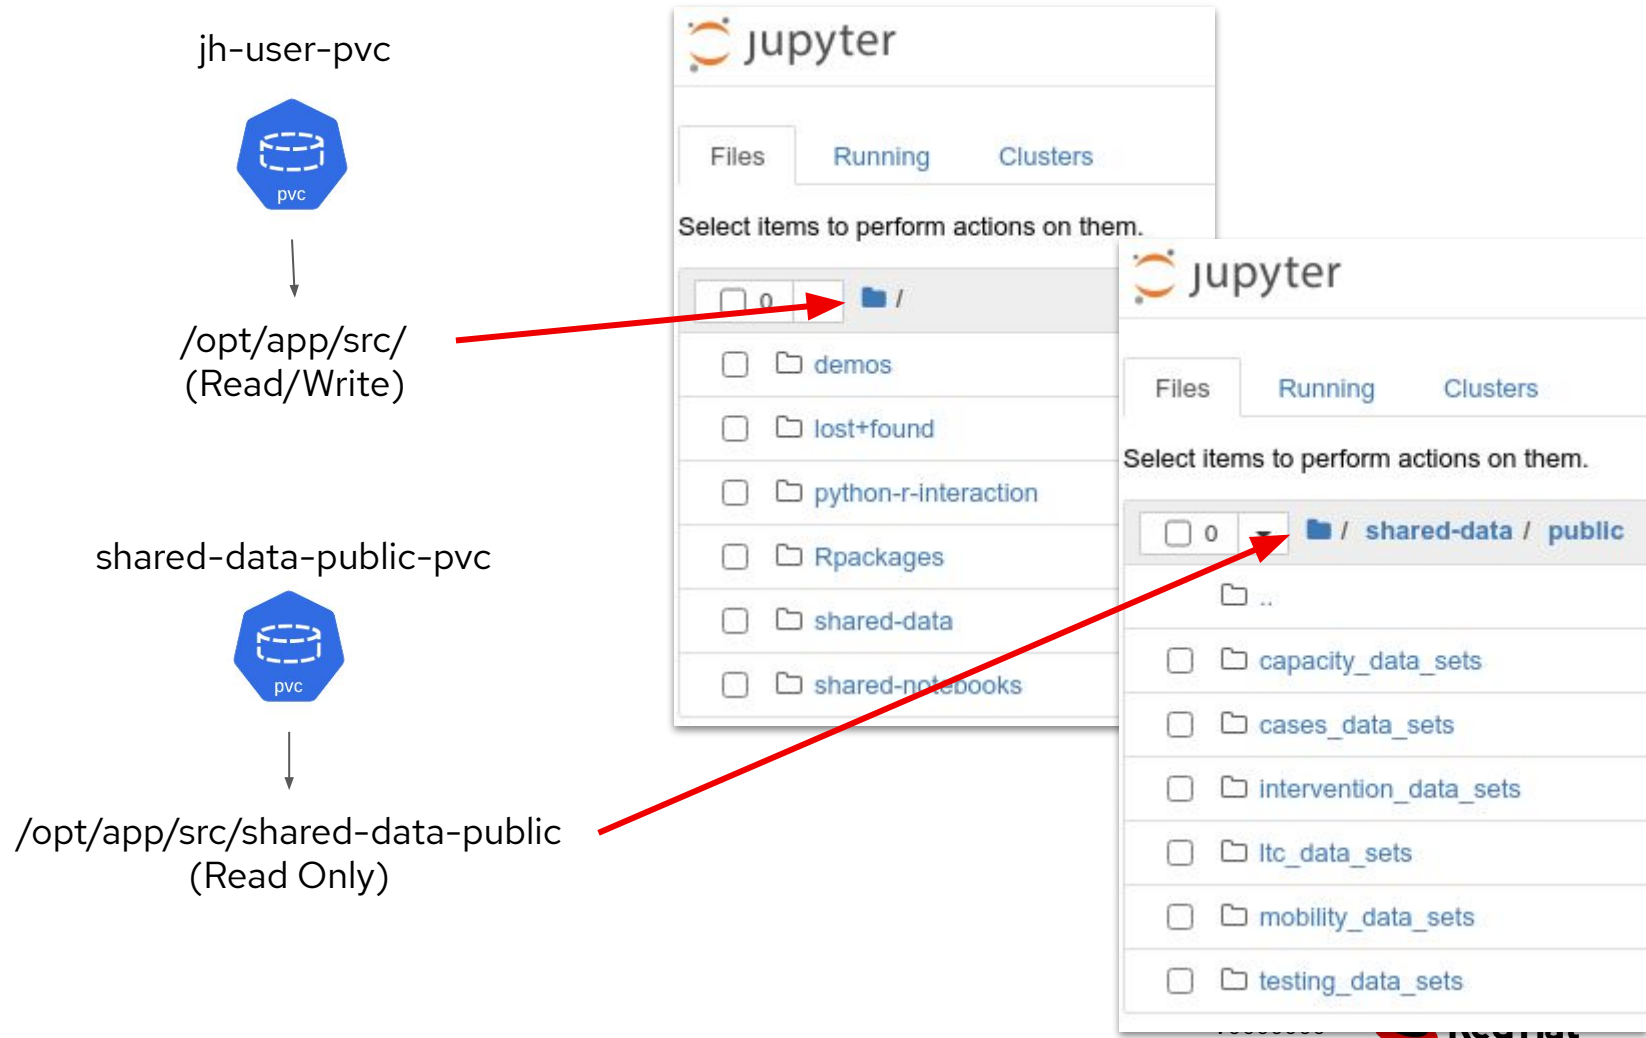 jh-user-pvc
pvc
/opt/app/src/
(Read/Write)
shared-data-public-pvc
pvc
/opt/app/src/shared-data-public
(Read Only)
jupyter
Files Running Clusters
Select items to perform actions on them.
0 /
demos
lost+found
python-r-interaction
Rpackages
shared-data
shared-notebooks
jupyter
Files Running Clusters
Select items to perform actions on them.
0 / shared-data / public
..
capacity_data_sets
cases_data_sets
intervention_data_sets
ltc_data_sets
mobility_data_sets
testing_data_sets